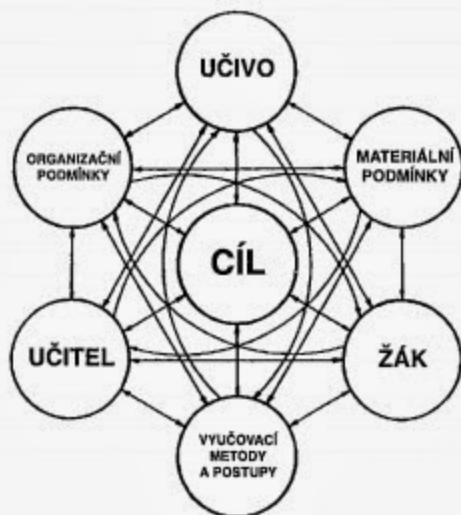 UČIVO
ORGANIZAČNÍ
PODMÍNKY
MATERIÁLNÍ
PODMÍNKY
CÍL
UČITEL
ŽÁK
VYUČOVACÍ
METODY
A POSTUPY